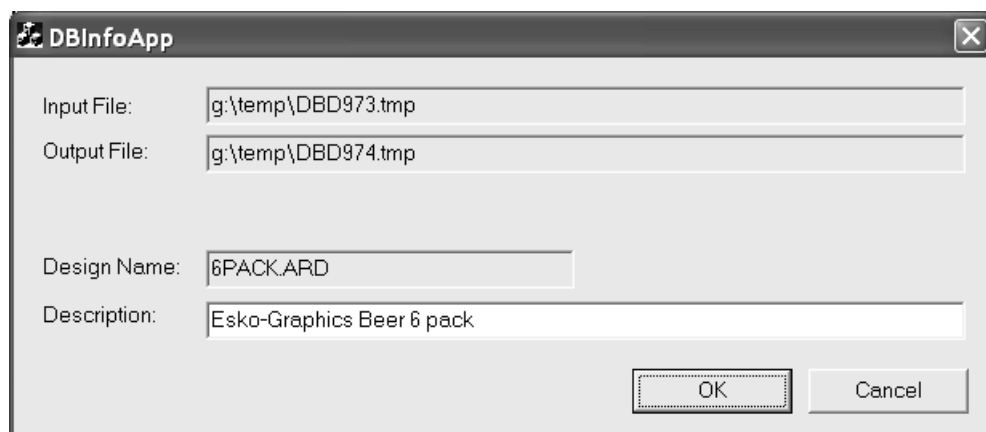 DBInfoApp
Input File: g:\temp\DBD973.tmp
Output File: g:\temp\DBD974.tmp
Design Name: 6PACK.ARD
Description: Esko-Graphics Beer 6 pack
OK Cancel